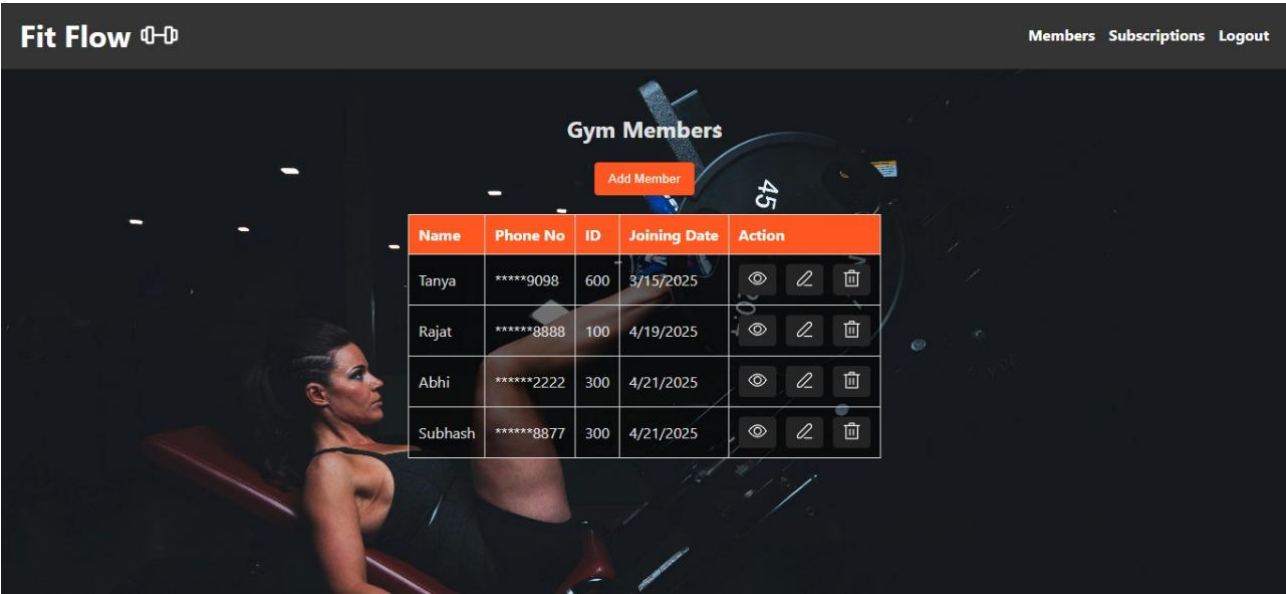 Fit Flow
Members Subscriptions Logout
Gym Members
Add Member
45
Name Phone No ID Joining Date Action
Tanya *****9098 600 3/15/2025
Rajat ******8888 100 4/19/2025
Abhi ******2222 300 4/21/2025
Subhash ******8877 300 4/21/2025